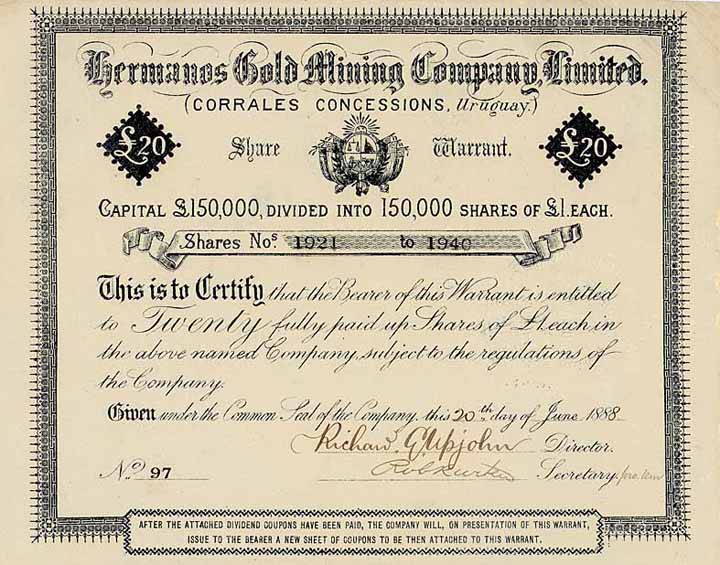 Hermanos Gold Mining Company, Limited.
(CORRALES CONCESSIONS, Uruguay.)
£20 Share Warrant. £20
CAPITAL £150,000, DIVIDED INTO 150,000 SHARES OF £1. EACH.
Shares Nos. 1921 to 1940
This is to Certify that the Bearer of this Warrant is entitled
to Twenty fully paid up Shares of £1. each in
the above named Company, subject to the regulations of
the Company.
Given under the Common Seal of the Company, this 20th day of June 1888
Richard G. Upjohn Director.
No. 97 Secretary, pro. tem
AFTER THE ATTACHED DIVIDEND COUPONS HAVE BEEN PAID, THE COMPANY WILL, ON PRESENTATION OF THIS WARRANT,
ISSUE TO THE BEARER A NEW SHEET OF COUPONS TO BE THEN ATTACHED TO THIS WARRANT.